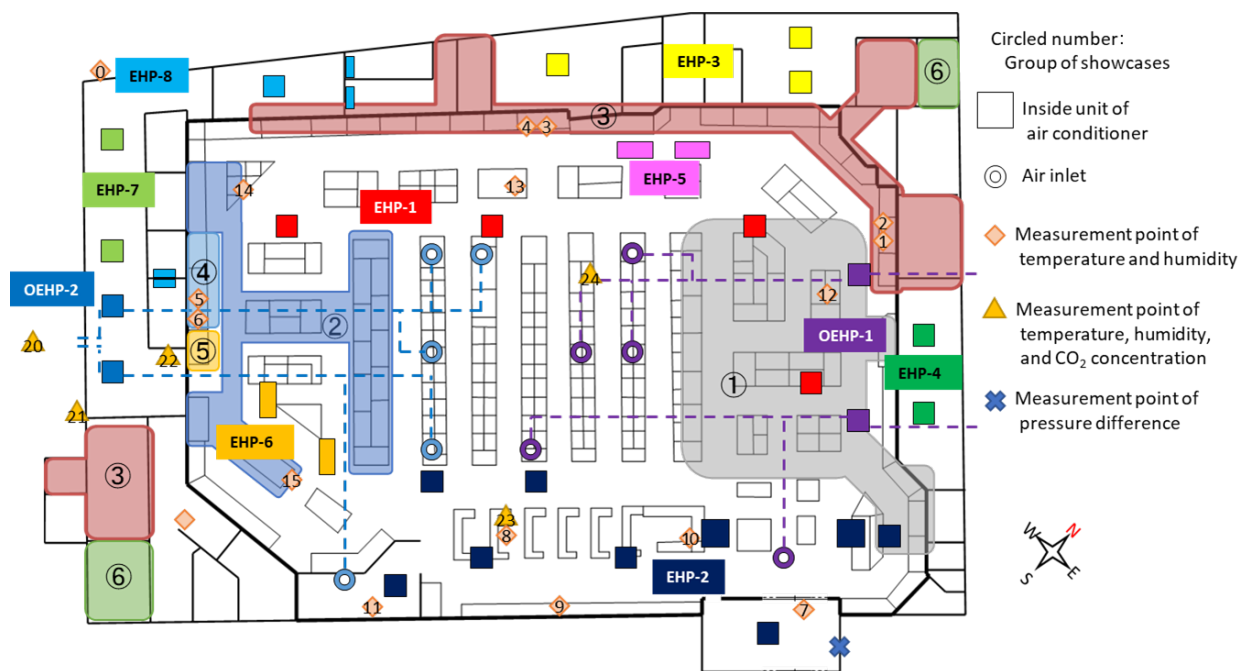 Circled number:
Group of showcases
Inside unit of
air conditioner
Air inlet
Measurement point of
temperature and humidity
Measurement point of
temperature, humidity,
and CO₂ concentration
Measurement point of
pressure difference
W
N
S
E
0
EHP-8
EHP-3
⑥
4
3
③
EHP-7
14
EHP-1
13
EHP-5
2
1
④
24
OEHP-2
5
12
6
②
OEHP-1
20
22
⑤
①
EHP-4
21
EHP-6
③
15
23
8
10
⑥
EHP-2
11
9
7